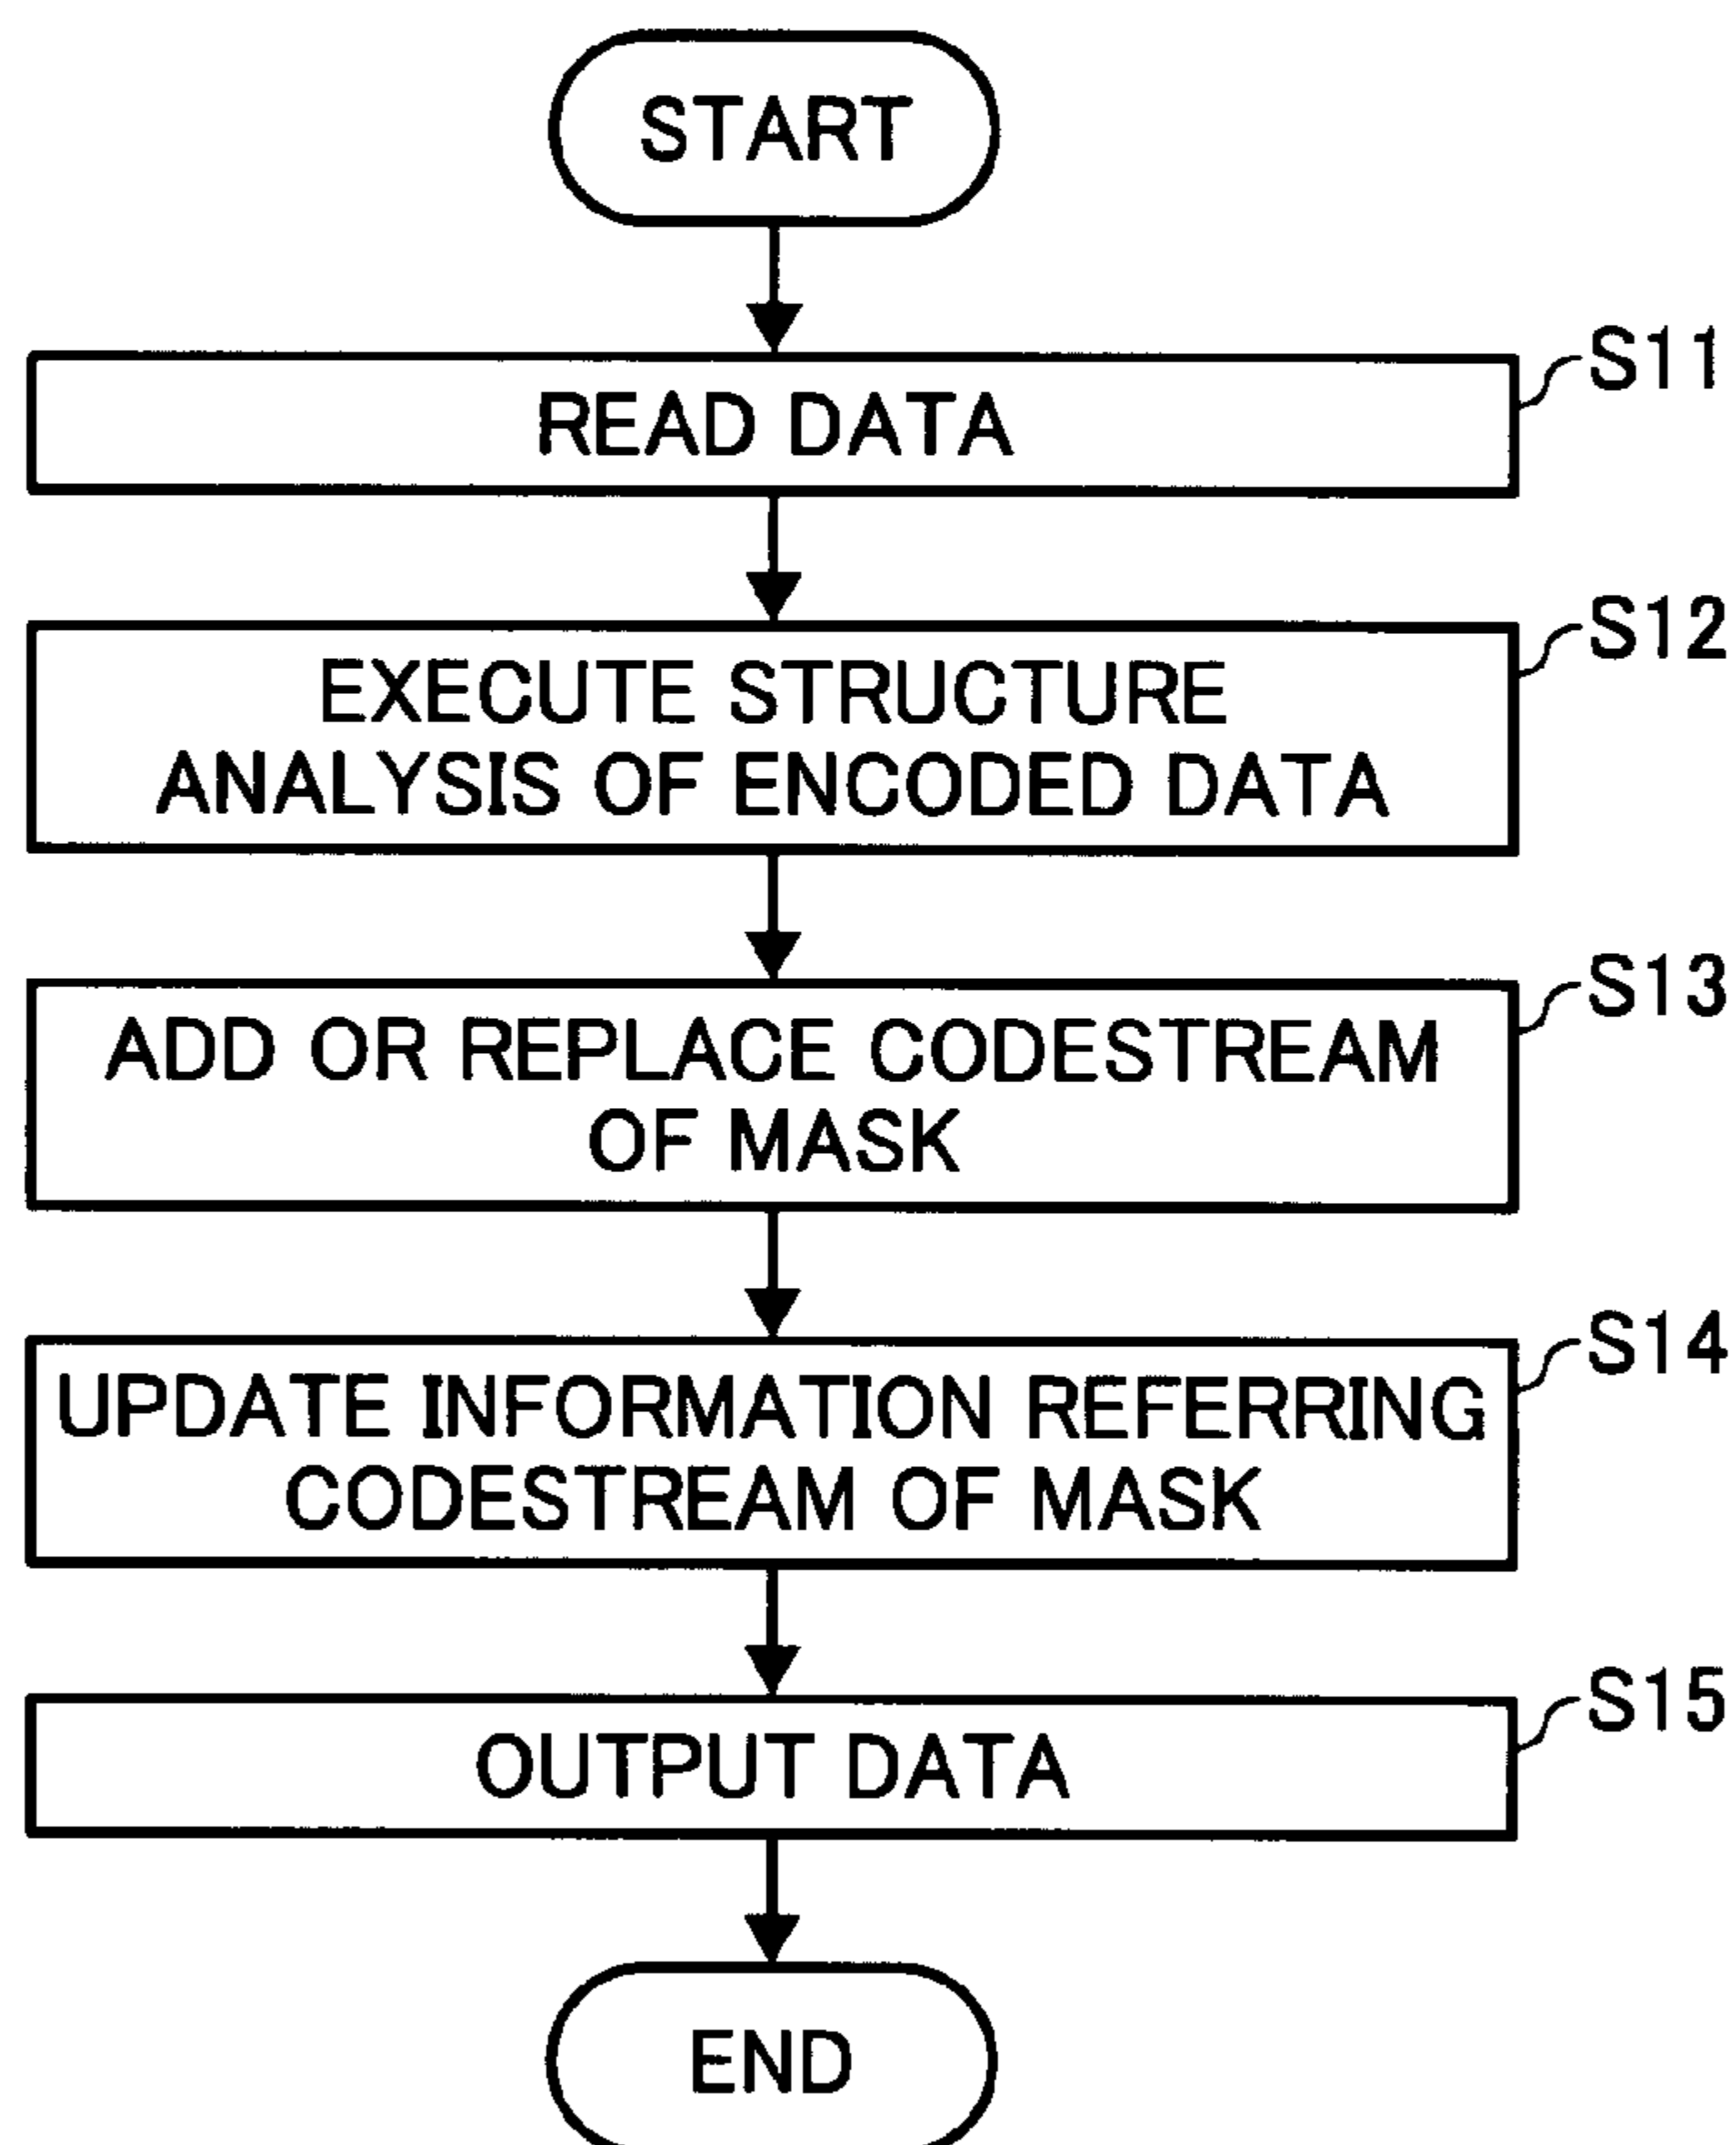 START
S11
READ DATA
S12
EXECUTE STRUCTURE
ANALYSIS OF ENCODED DATA
S13
ADD OR REPLACE CODESTREAM
OF MASK
S14
UPDATE INFORMATION REFERRING
CODESTREAM OF MASK
S15
OUTPUT DATA
END